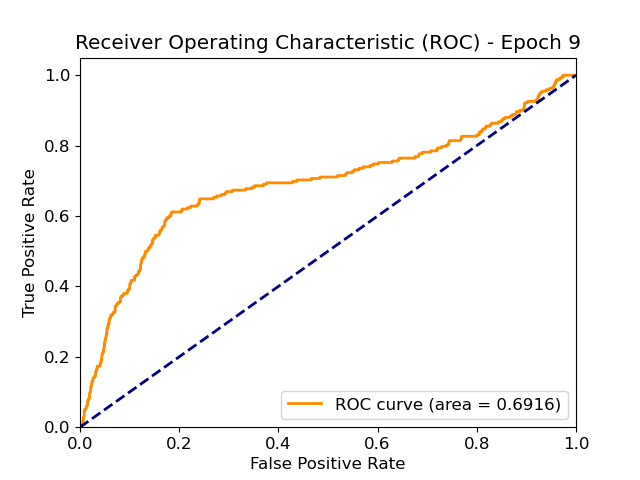 Receiver Operating Characteristic (ROC) - Epoch 9
True Positive Rate
1.0
0.8
0.6
0.4
0.2
0.0
ROC curve (area = 0.6916)
0.0 0.2 0.4 0.6 0.8 1.0
False Positive Rate